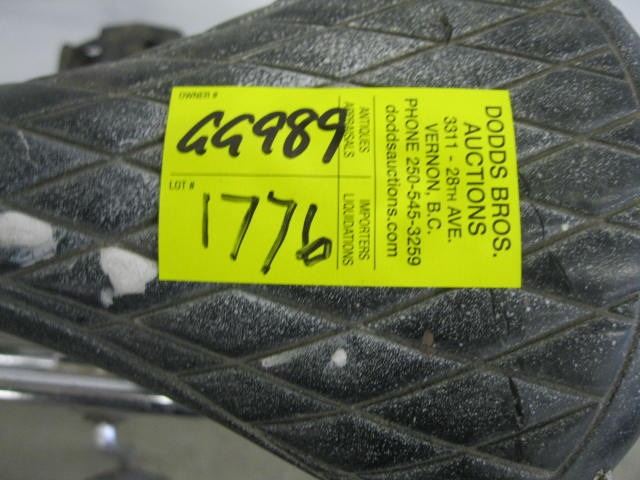 OWNER #
GG989
LOT #
1776
ANTIQUES
APPRAISALS
IMPORTERS
LIQUIDATIONS
DODDS BROS.
AUCTIONS
3311 - 28TH AVE.
VERNON, B.C.
PHONE 250-545-3259
doddsauctions.com